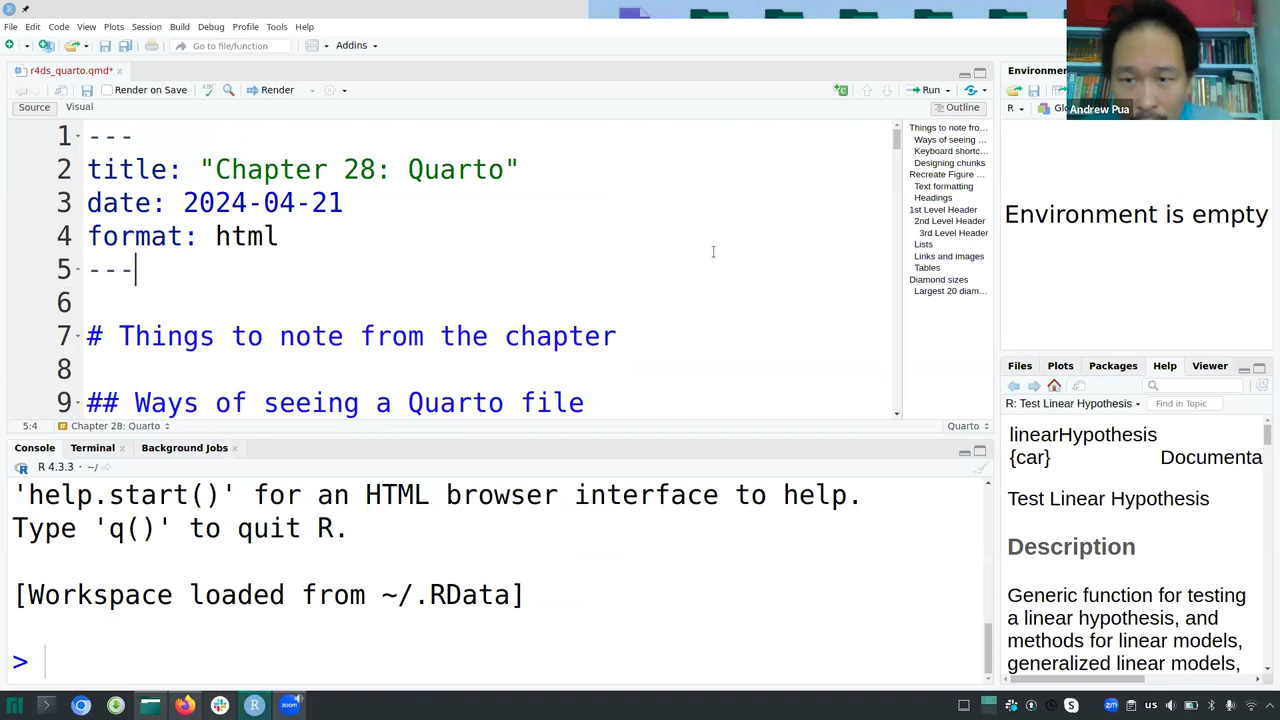 File Edit Code View Plots Session Build Debug Profile Tools Help
Go to file/function
Addins
r4ds_quarto.qmd*
Render on Save
Render
Run
Source
Visual
Outline
1 ---
2 title: "Chapter 28: Quarto"
3 date: 2024-04-21
4 format: html
5 ---
6
7 # Things to note from the chapter
8
9 ## Ways of seeing a Quarto file
Things to note fro...
Ways of seeing ...
Keyboard shortc...
Designing chunks
Recreate Figure ...
Text formatting
Headings
1st Level Header
2nd Level Header
3rd Level Header
Lists
Links and images
Tables
Diamond sizes
Largest 20 diam...
5:4
Chapter 28: Quarto
Quarto
Console
Terminal
Background Jobs
R 4.3.3 · ~/
'help.start()' for an HTML browser interface to help.
Type 'q()' to quit R.
[Workspace loaded from ~/.RData]
>
Environment
R
Andrew Pua
Environment is empty
Files Plots Packages Help Viewer
R: Test Linear Hypothesis
Find in Topic
linearHypothesis
{car}
Documenta
Test Linear Hypothesis
Description
Generic function for testing
a linear hypothesis, and
methods for linear models,
generalized linear models,
us